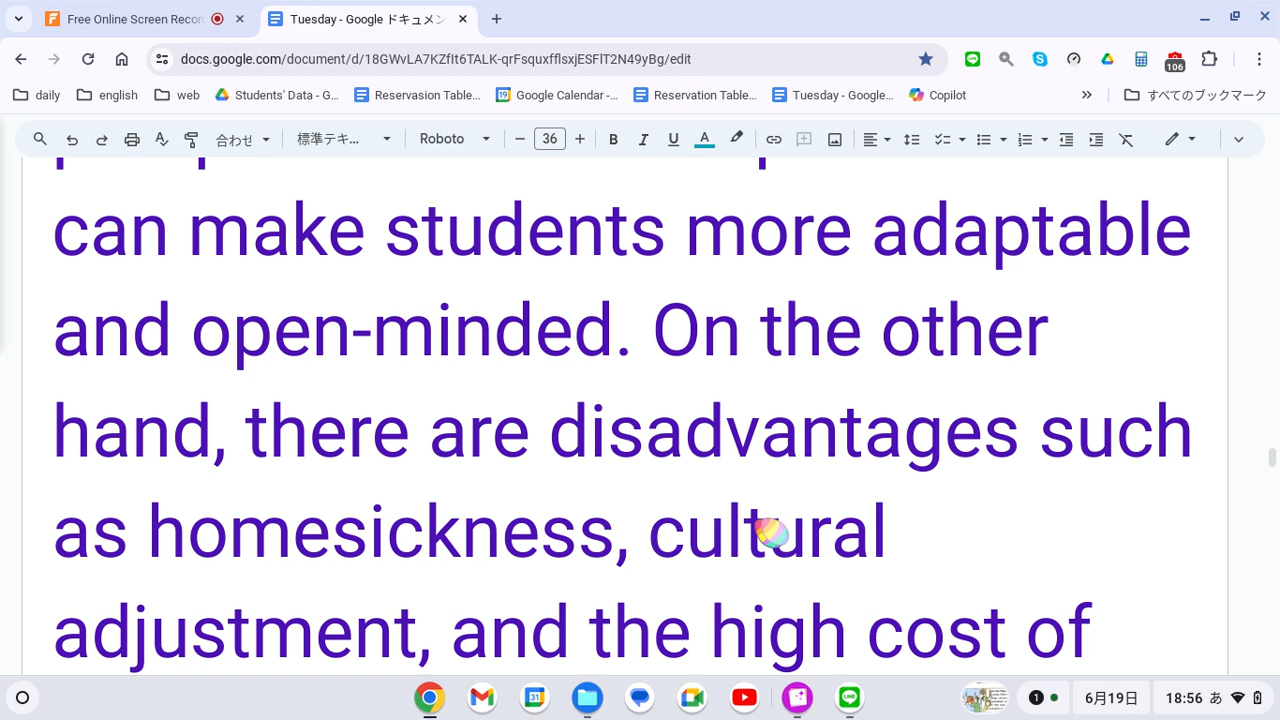 Free Online Screen Recor
Tuesday - Google ドキュメン
docs.google.com/document/d/18GWvLA7KZfIt6TALK-qrFsquxfflsxjESFlT2N49yBg/edit
106
daily
english
web
Students' Data - G...
Reservasion Table...
Google Calendar -...
Reservation Table...
Tuesday - Google...
Copilot
すべてのブックマーク
合わせ
標準テキ...
Roboto
36
can make students more adaptable
and open-minded. On the other
hand, there are disadvantages such
as homesickness, cultural
adjustment, and the high cost of
1
6月19日
18:56
あ